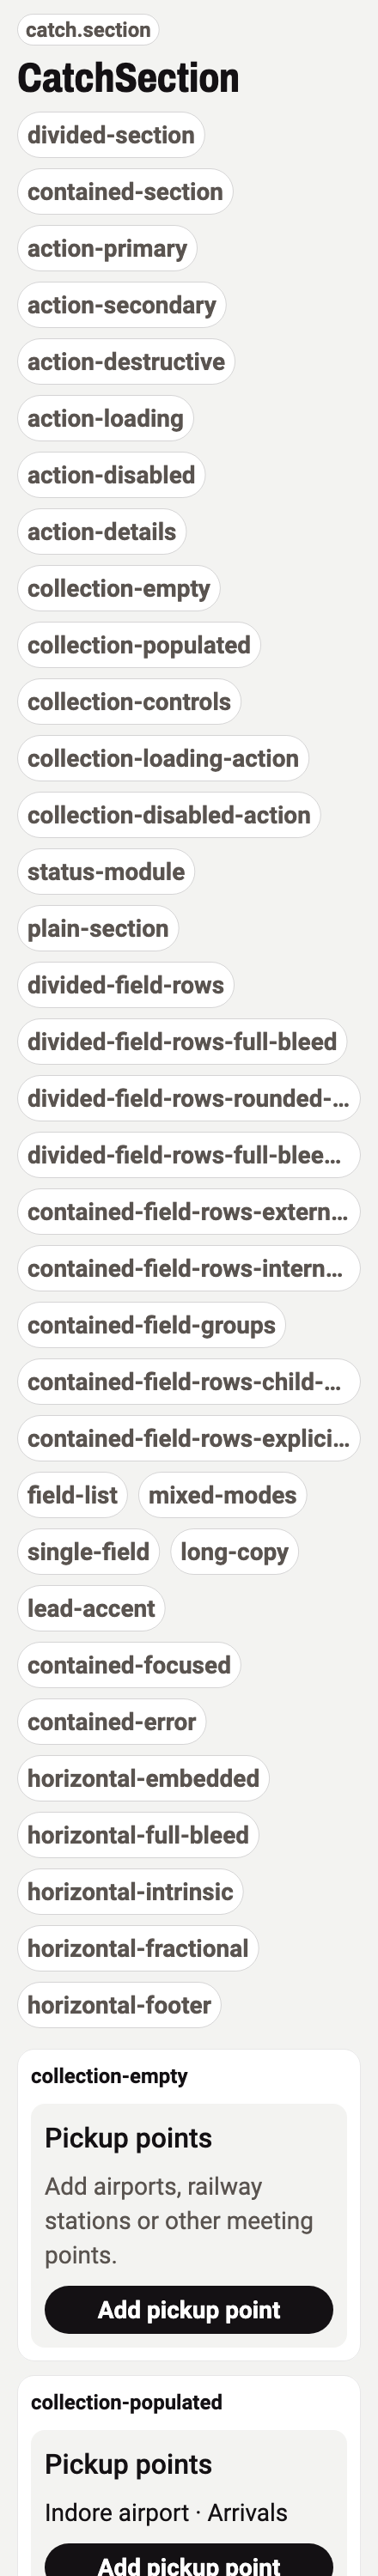 catch.section
CatchSection
divided-section
contained-section
action-primary
action-secondary
action-destructive
action-loading
action-disabled
action-details
collection-empty
collection-populated
collection-controls
collection-loading-action
collection-disabled-action
status-module
plain-section
divided-field-rows
divided-field-rows-full-bleed
divided-field-rows-rounded-...
divided-field-rows-full-blee...
contained-field-rows-extern...
contained-field-rows-intern...
contained-field-groups
contained-field-rows-child-...
contained-field-rows-explici...
field-list mixed-modes
single-field long-copy
lead-accent
contained-focused
contained-error
horizontal-embedded
horizontal-full-bleed
horizontal-intrinsic
horizontal-fractional
horizontal-footer
collection-empty
Pickup points
Add airports, railway
stations or other meeting
points.
Add pickup point
collection-populated
Pickup points
Indore airport · Arrivals
Add pickup point